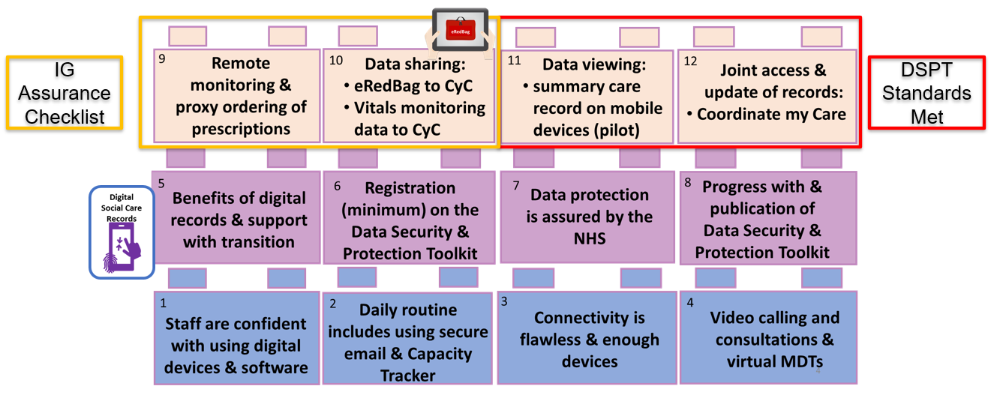 eRedBag
IG
Assurance
Checklist
9
Remote
monitoring &
proxy ordering of
prescriptions
10
Data sharing:
• eRedBag to CyC
• Vitals monitoring
data to CyC
11
Data viewing:
• summary care
record on mobile
devices (pilot)
12
Joint access &
update of records:
• Coordinate my Care
DSPT
Standards
Met
Digital
Social Care
Records
5
Benefits of digital
records & support
with transition
6
Registration
(minimum) on the
Data Security &
Protection Toolkit
7
Data protection
is assured by the
NHS
8
Progress with &
publication of
Data Security &
Protection Toolkit
1
Staff are confident
with using digital
devices & software
2
Daily routine
includes using secure
email & Capacity
Tracker
3
Connectivity is
flawless & enough
devices
4
Video calling and
consultations &
virtual MDTs
4